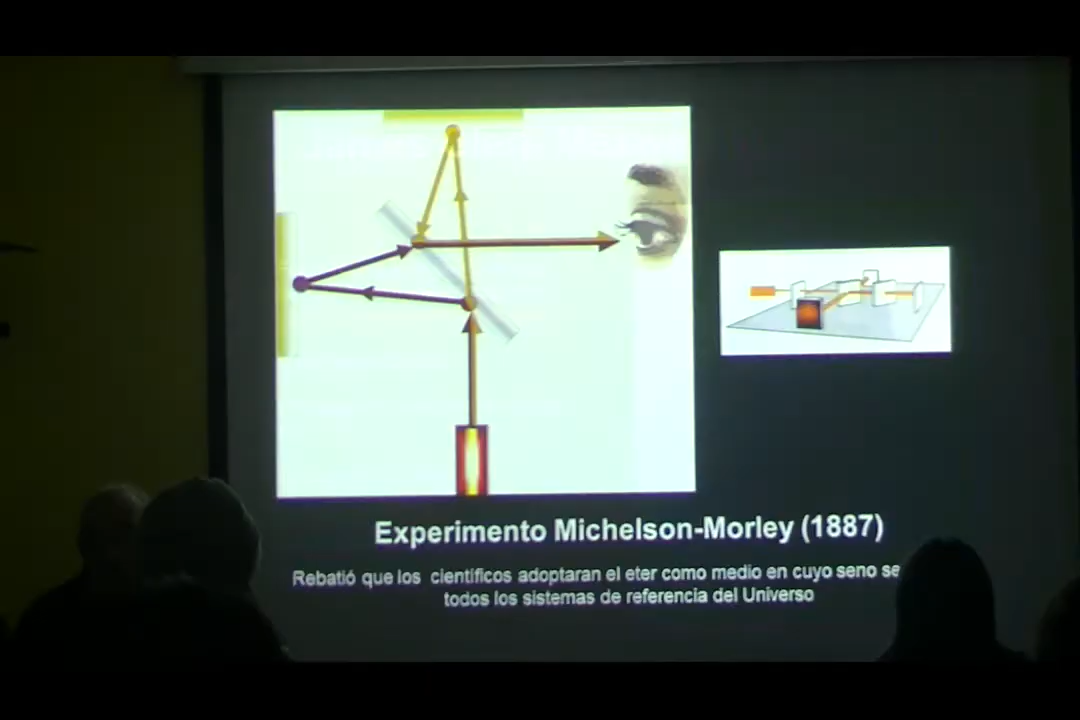 Experimento Michelson-Morley (1887)
Rebatió que los científicos adoptaran el eter como medio en cuyo seno se
todos los sistemas de referencia del Universo